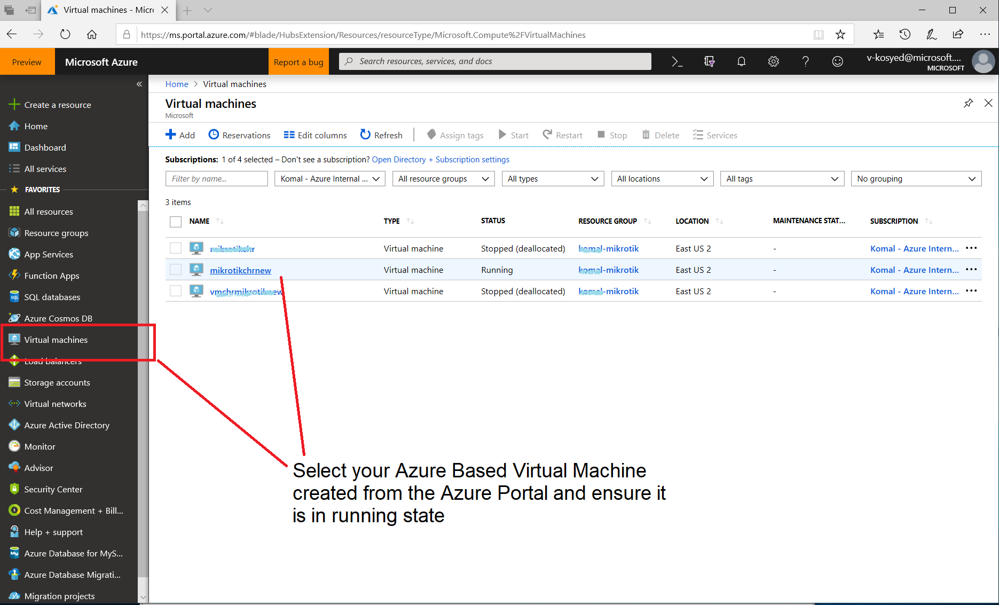 Virtual machines - Micr
https://ms.portal.azure.com/#blade/HubsExtension/Resources/resourceType/Microsoft.Compute%2FVirtualMachines
Preview
Microsoft Azure
Report a bug
Search resources, services, and docs
v-kosyed@microsoft....
MICROSOFT
Create a resource
Home
Dashboard
All services
FAVORITES
All resources
Resource groups
App Services
Function Apps
SQL databases
Azure Cosmos DB
Virtual machines
Load balancers
Storage accounts
Virtual networks
Azure Active Directory
Monitor
Advisor
Security Center
Cost Management + Bill...
Help + support
Azure Database for MyS...
Azure Database Migrati...
Migration projects
Home > Virtual machines
Virtual machines
Microsoft
Add Reservations Edit columns Refresh Assign tags Start Restart Stop Delete Services
Subscriptions: 1 of 4 selected – Don't see a subscription? Open Directory + Subscription settings
Filter by name... Komal - Azure Internal ... All resource groups All types All locations All tags No grouping
3 items
NAME TYPE STATUS RESOURCE GROUP LOCATION MAINTENANCE STAT... SUBSCRIPTION
Virtual machine Stopped (deallocated) komal-mikrotik East US 2 - Komal - Azure Intern... ...
mikrotikchrnew Virtual machine Running komal-mikrotik East US 2 - Komal - Azure Intern... ...
Virtual machine Stopped (deallocated) komal-mikrotik East US 2 - Komal - Azure Intern... ...
Select your Azure Based Virtual Machine
created from the Azure Portal and ensure it
is in running state